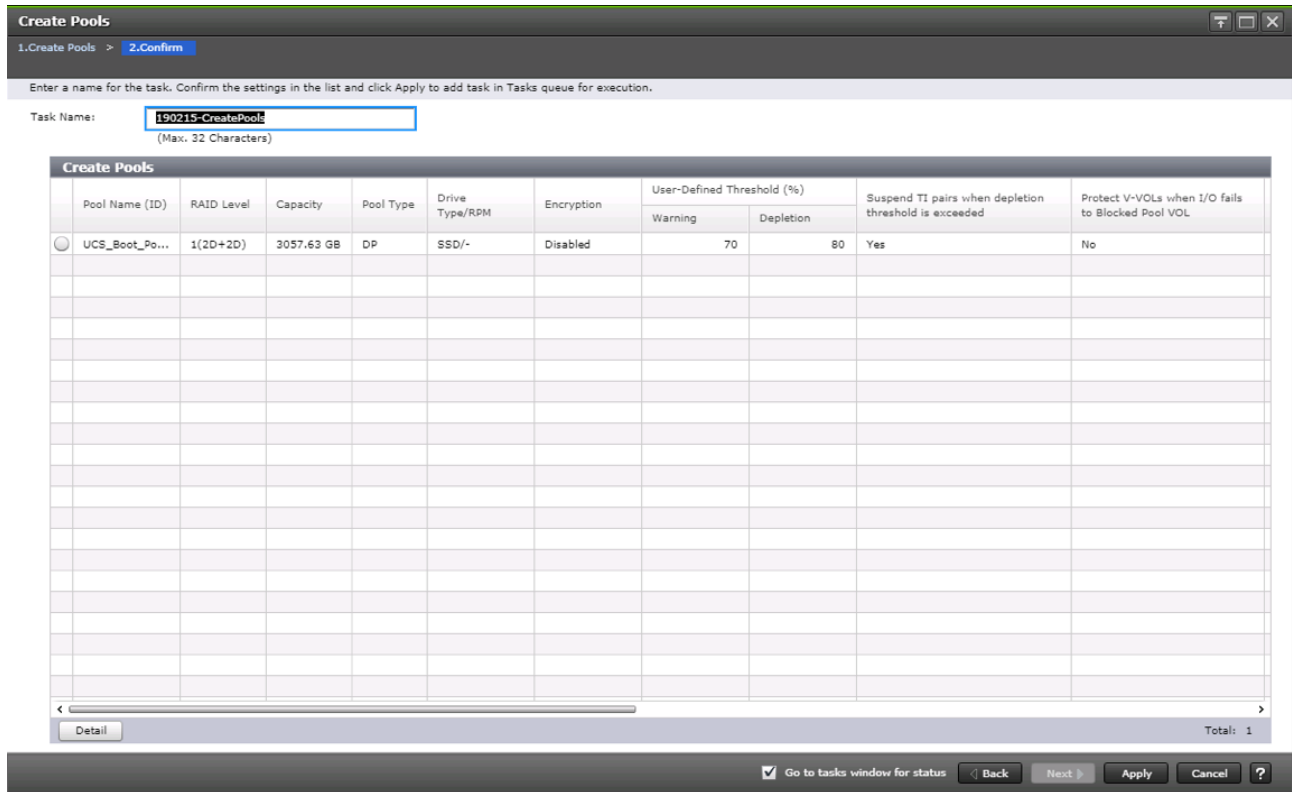 Create Pools
1.Create Pools > 2.Confirm
Enter a name for the task. Confirm the settings in the list and click Apply to add task in Tasks queue for execution.
Task Name: 190215-CreatePools
(Max. 32 Characters)
Create Pools
Pool Name (ID) RAID Level Capacity Pool Type Drive Type/RPM Encryption User-Defined Threshold (%) Warning Depletion Suspend TI pairs when depletion threshold is exceeded Protect V-VOLs when I/O fails to Blocked Pool VOL
UCS_Boot_Po... 1(2D+2D) 3057.63 GB DP SSD/- Disabled 70 80 Yes No
Detail Total: 1
Go to tasks window for status Back Next Apply Cancel ?